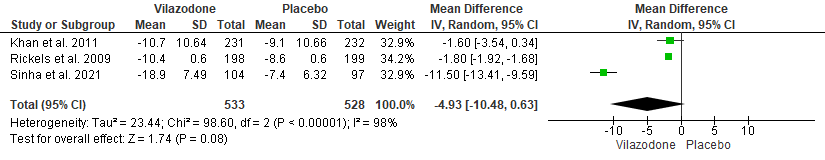 Vilazodone Placebo Mean Difference Mean Difference
Study or Subgroup Mean SD Total Mean SD Total Weight IV, Random, 95% CI IV, Random, 95% CI
Khan et al. 2011 -10.7 10.64 231 -9.1 10.66 232 32.9% -1.60 [-3.54, 0.34]
Rickels et al. 2009 -10.4 0.6 198 -8.6 0.6 199 34.2% -1.80 [-1.92, -1.68]
Sinha et al. 2021 -18.9 7.49 104 -7.4 6.32 97 32.9% -11.50 [-13.41, -9.59]
Total (95% CI) 533 528 100.0% -4.93 [-10.48, 0.63]
Heterogeneity: Tau² = 23.44; Chi² = 98.60, df = 2 (P < 0.00001); I² = 98%
Test for overall effect: Z = 1.74 (P = 0.08)
-10 -5 0 5 10
Vilazodone Placebo